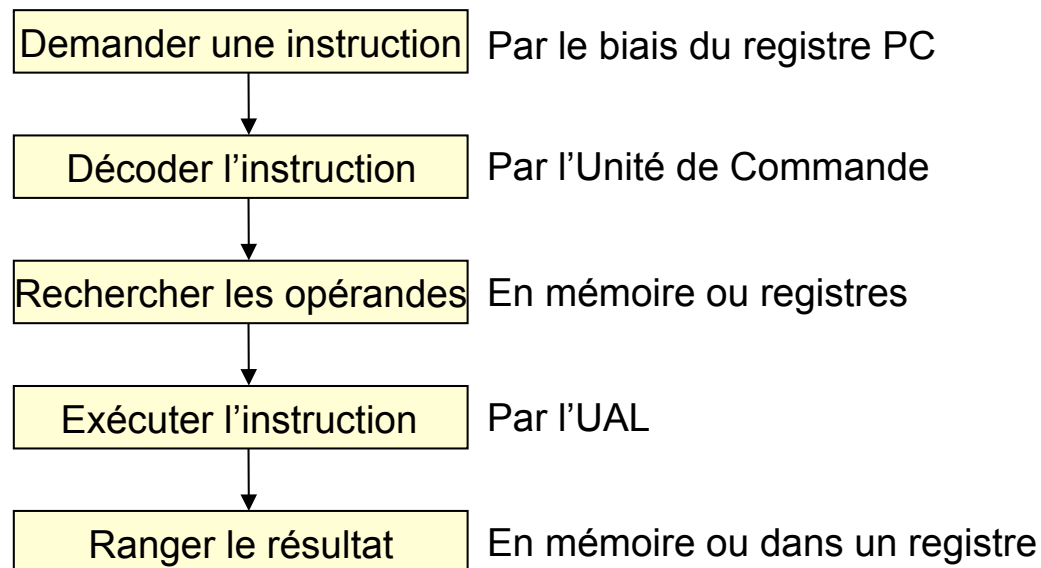 Demander une instruction Par le biais du registre PC
Décoder l’instruction Par l’Unité de Commande
Rechercher les opérandes En mémoire ou registres
Exécuter l’instruction Par l’UAL
Ranger le résultat En mémoire ou dans un registre